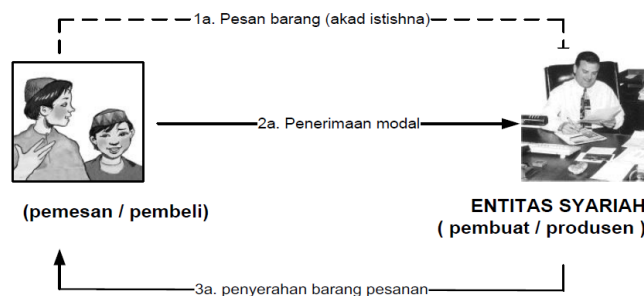 1a. Pesan barang (akad istishna)
2a. Penerimaan modal
(pemesan / pembeli)
ENTITAS SYARIAH
( pembuat / produsen )
3a. penyerahan barang pesanan